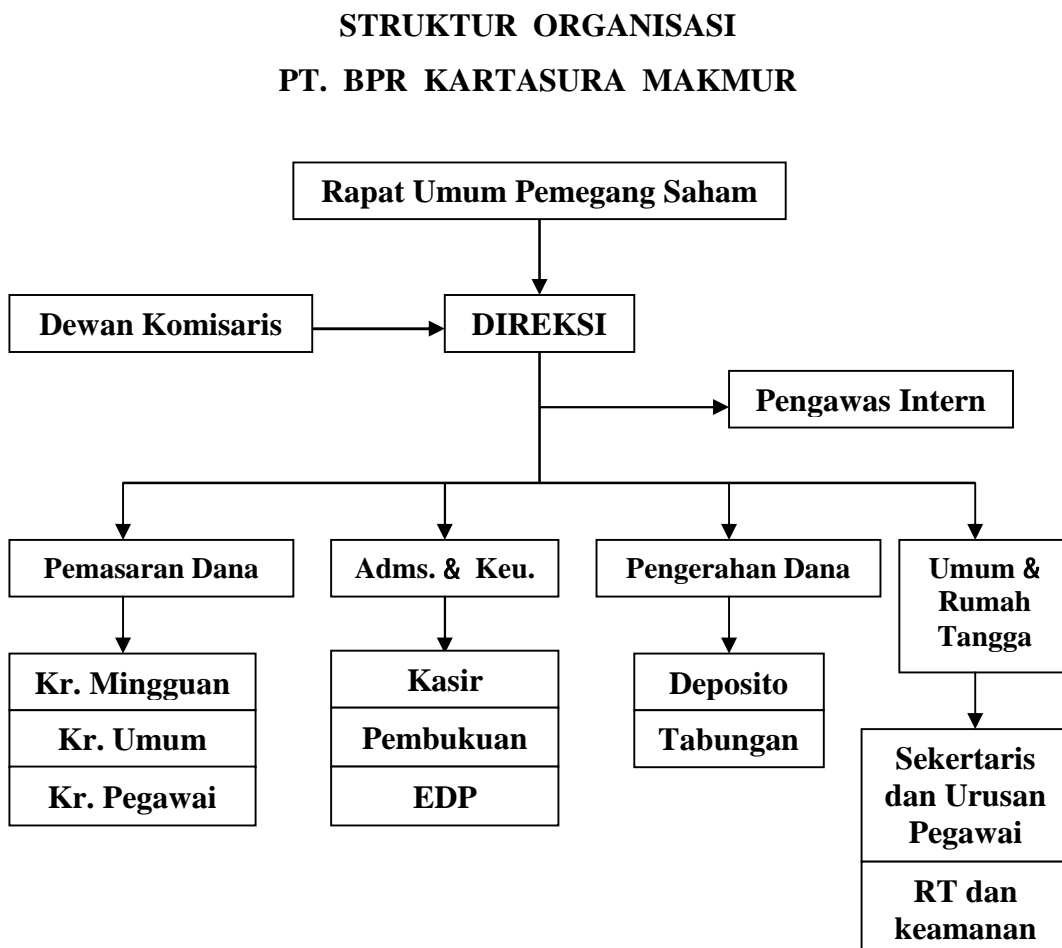 STRUKTUR ORGANISASI
PT. BPR KARTASURA MAKMUR
Rapat Umum Pemegang Saham
Dewan Komisaris
DIREKSI
Pengawas Intern
Pemasaran Dana
Adms. & Keu.
Pengerahan Dana
Umum &
Rumah
Tangga
Kr. Mingguan
Kr. Umum
Kr. Pegawai
Kasir
Pembukuan
EDP
Deposito
Tabungan
Sekertaris
dan Urusan
Pegawai
RT dan
keamanan